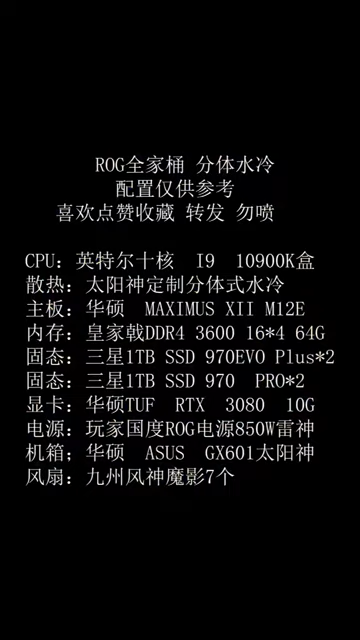 ROG全家桶 分体水冷
配置仅供参考
喜欢点赞收藏 转发 勿喷
CPU: 英特尔十核 I9 10900K盒
散热: 太阳神定制分体式水冷
主板: 华硕 MAXIMUS XII M12E
内存: 皇家戟DDR4 3600 16*4 64G
固态: 三星1TB SSD 970EVO Plus*2
固态: 三星1TB SSD 970 PRO*2
显卡: 华硕TUF RTX 3080 10G
电源: 玩家国度ROG电源850W雷神
机箱; 华硕 ASUS GX601太阳神
风扇: 九州风神魔影7个